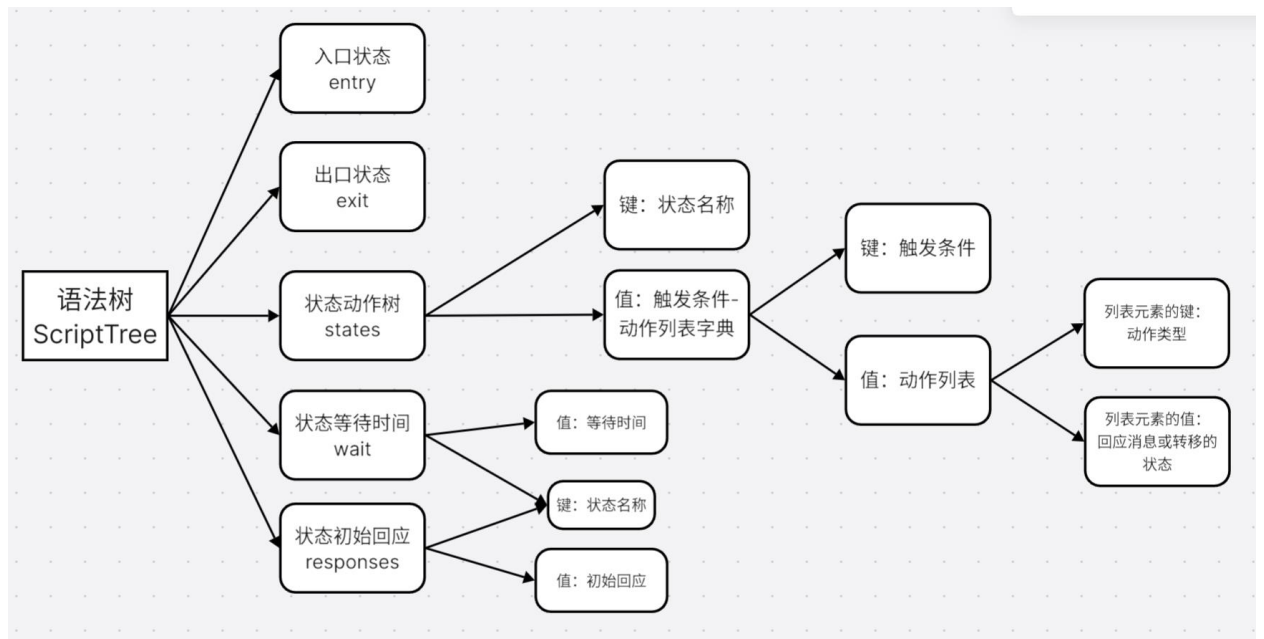 语法树
ScriptTree
入口状态
entry
出口状态
exit
状态动作树
states
状态等待时间
wait
状态初始回应
responses
键：状态名称
值：触发条件-
动作列表字典
值：等待时间
键：状态名称
值：初始回应
键：触发条件
值：动作列表
列表元素的键：
动作类型
列表元素的值：
回应消息或转移的
状态